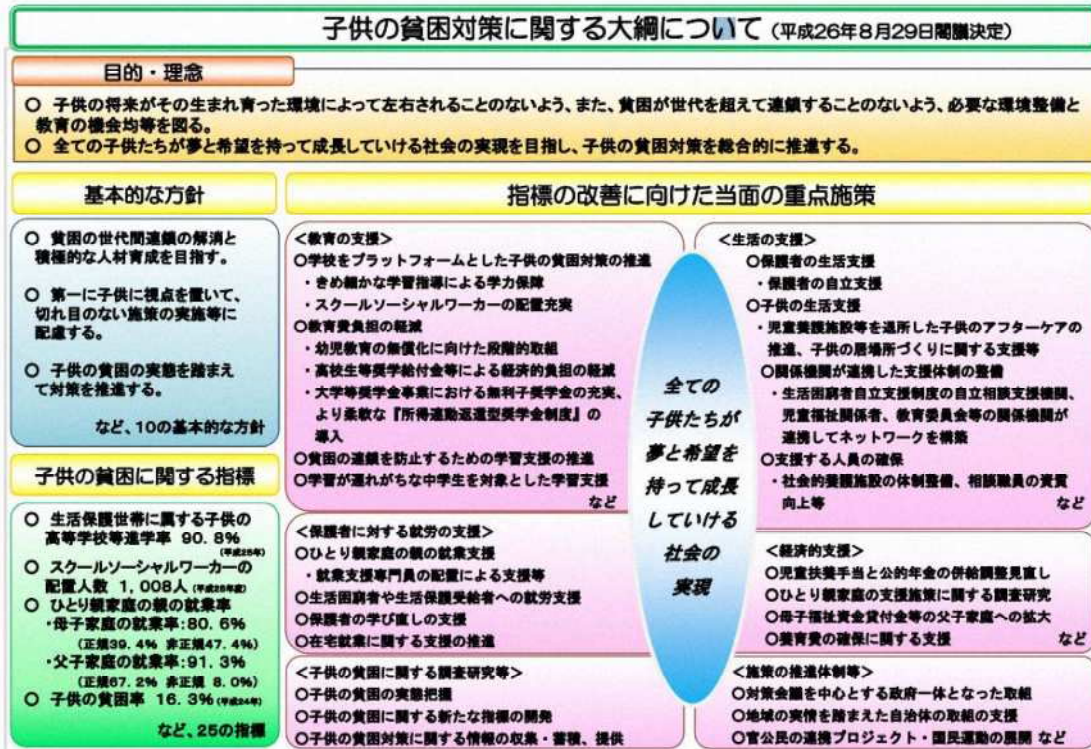 子供の貧困対策に関する大綱について（平成26年8月29日閣議決定）
目的・理念
○ 子供の将来がその生まれ育った環境によって左右されることのないよう、また、貧困が世代を超えて連鎖することのないよう、必要な環境整備と
教育の機会均等を図る。
○ 全ての子供たちが夢と希望を持って成長していける社会の実現を目指し、子供の貧困対策を総合的に推進する。
基本的な方針
○ 貧困の世代間連鎖の解消と
積極的な人材育成を目指す。
○ 第一に子供に視点を置いて、
切れ目のない施策の実施等に
配慮する。
○ 子供の貧困の実態を踏まえ
て対策を推進する。
など、10の基本的な方針
子供の貧困に関する指標
○ 生活保護世帯に属する子供の
高等学校等進学率 90.8%
(平成25年)
○ スクールソーシャルワーカーの
配置人数 1,008人(平成25年度)
○ ひとり親家庭の親の就業率
・母子家庭の就業率:80.6%
(正規39.4% 非正規47.4%)
・父子家庭の就業率:91.3%
(正規67.2% 非正規 8.0%)
○ 子供の貧困率 16.3%(平成24年)
など、25の指標
指標の改善に向けた当面の重点施策
＜教育の支援＞
○学校をプラットフォームとした子供の貧困対策の推進
・きめ細かな学習指導による学力保障
・スクールソーシャルワーカーの配置充実
○教育費負担の軽減
・幼児教育の無償化に向けた段階的取組
・高校生等奨学給付金等による経済的負担の軽減
・大学等奨学金事業における無利子奨学金の充実、
より柔軟な『所得連動返還型奨学金制度』の
導入
○貧困の連鎖を防止するための学習支援の推進
○学習が遅れがちな中学生を対象とした学習支援
など
＜保護者に対する就労の支援＞
○ひとり親家庭の親の就業支援
・就業支援専門員の配置による支援等
○生活困窮者や生活保護受給者への就労支援
○保護者の学び直しの支援
○在宅就業に関する支援の推進
＜子供の貧困に関する調査研究等＞
○子供の貧困の実態把握
○子供の貧困に関する新たな指標の開発
○子供の貧困対策に関する情報の収集・蓄積、提供
全ての
子供たちが
夢と希望を
持って成長
していける
社会の
実現
＜生活の支援＞
○保護者の生活支援
・保護者の自立支援
○子供の生活支援
・児童養護施設等を退所した子供のアフターケアの
推進、子供の居場所づくりに関する支援等
○関係機関が連携した支援体制の整備
・生活困窮者自立支援制度の自立相談支援機関、
児童福祉関係者、教育委員会等の関係機関が
連携してネットワークを構築
○支援する人員の確保
・社会的養護施設の体制整備、相談職員の資質
向上等 など
＜経済的支援＞
○児童扶養手当と公的年金の併給調整見直し
○ひとり親家庭の支援施策に関する調査研究
○母子福祉資金貸付金等の父子家庭への拡大
○養育費の確保に関する支援 など
＜施策の推進体制等＞
○対策会議を中心とする政府一体となった取組
○地域の実情を踏まえた自治体の取組の支援
○官公民の連携プロジェクト・国民運動の展開 など